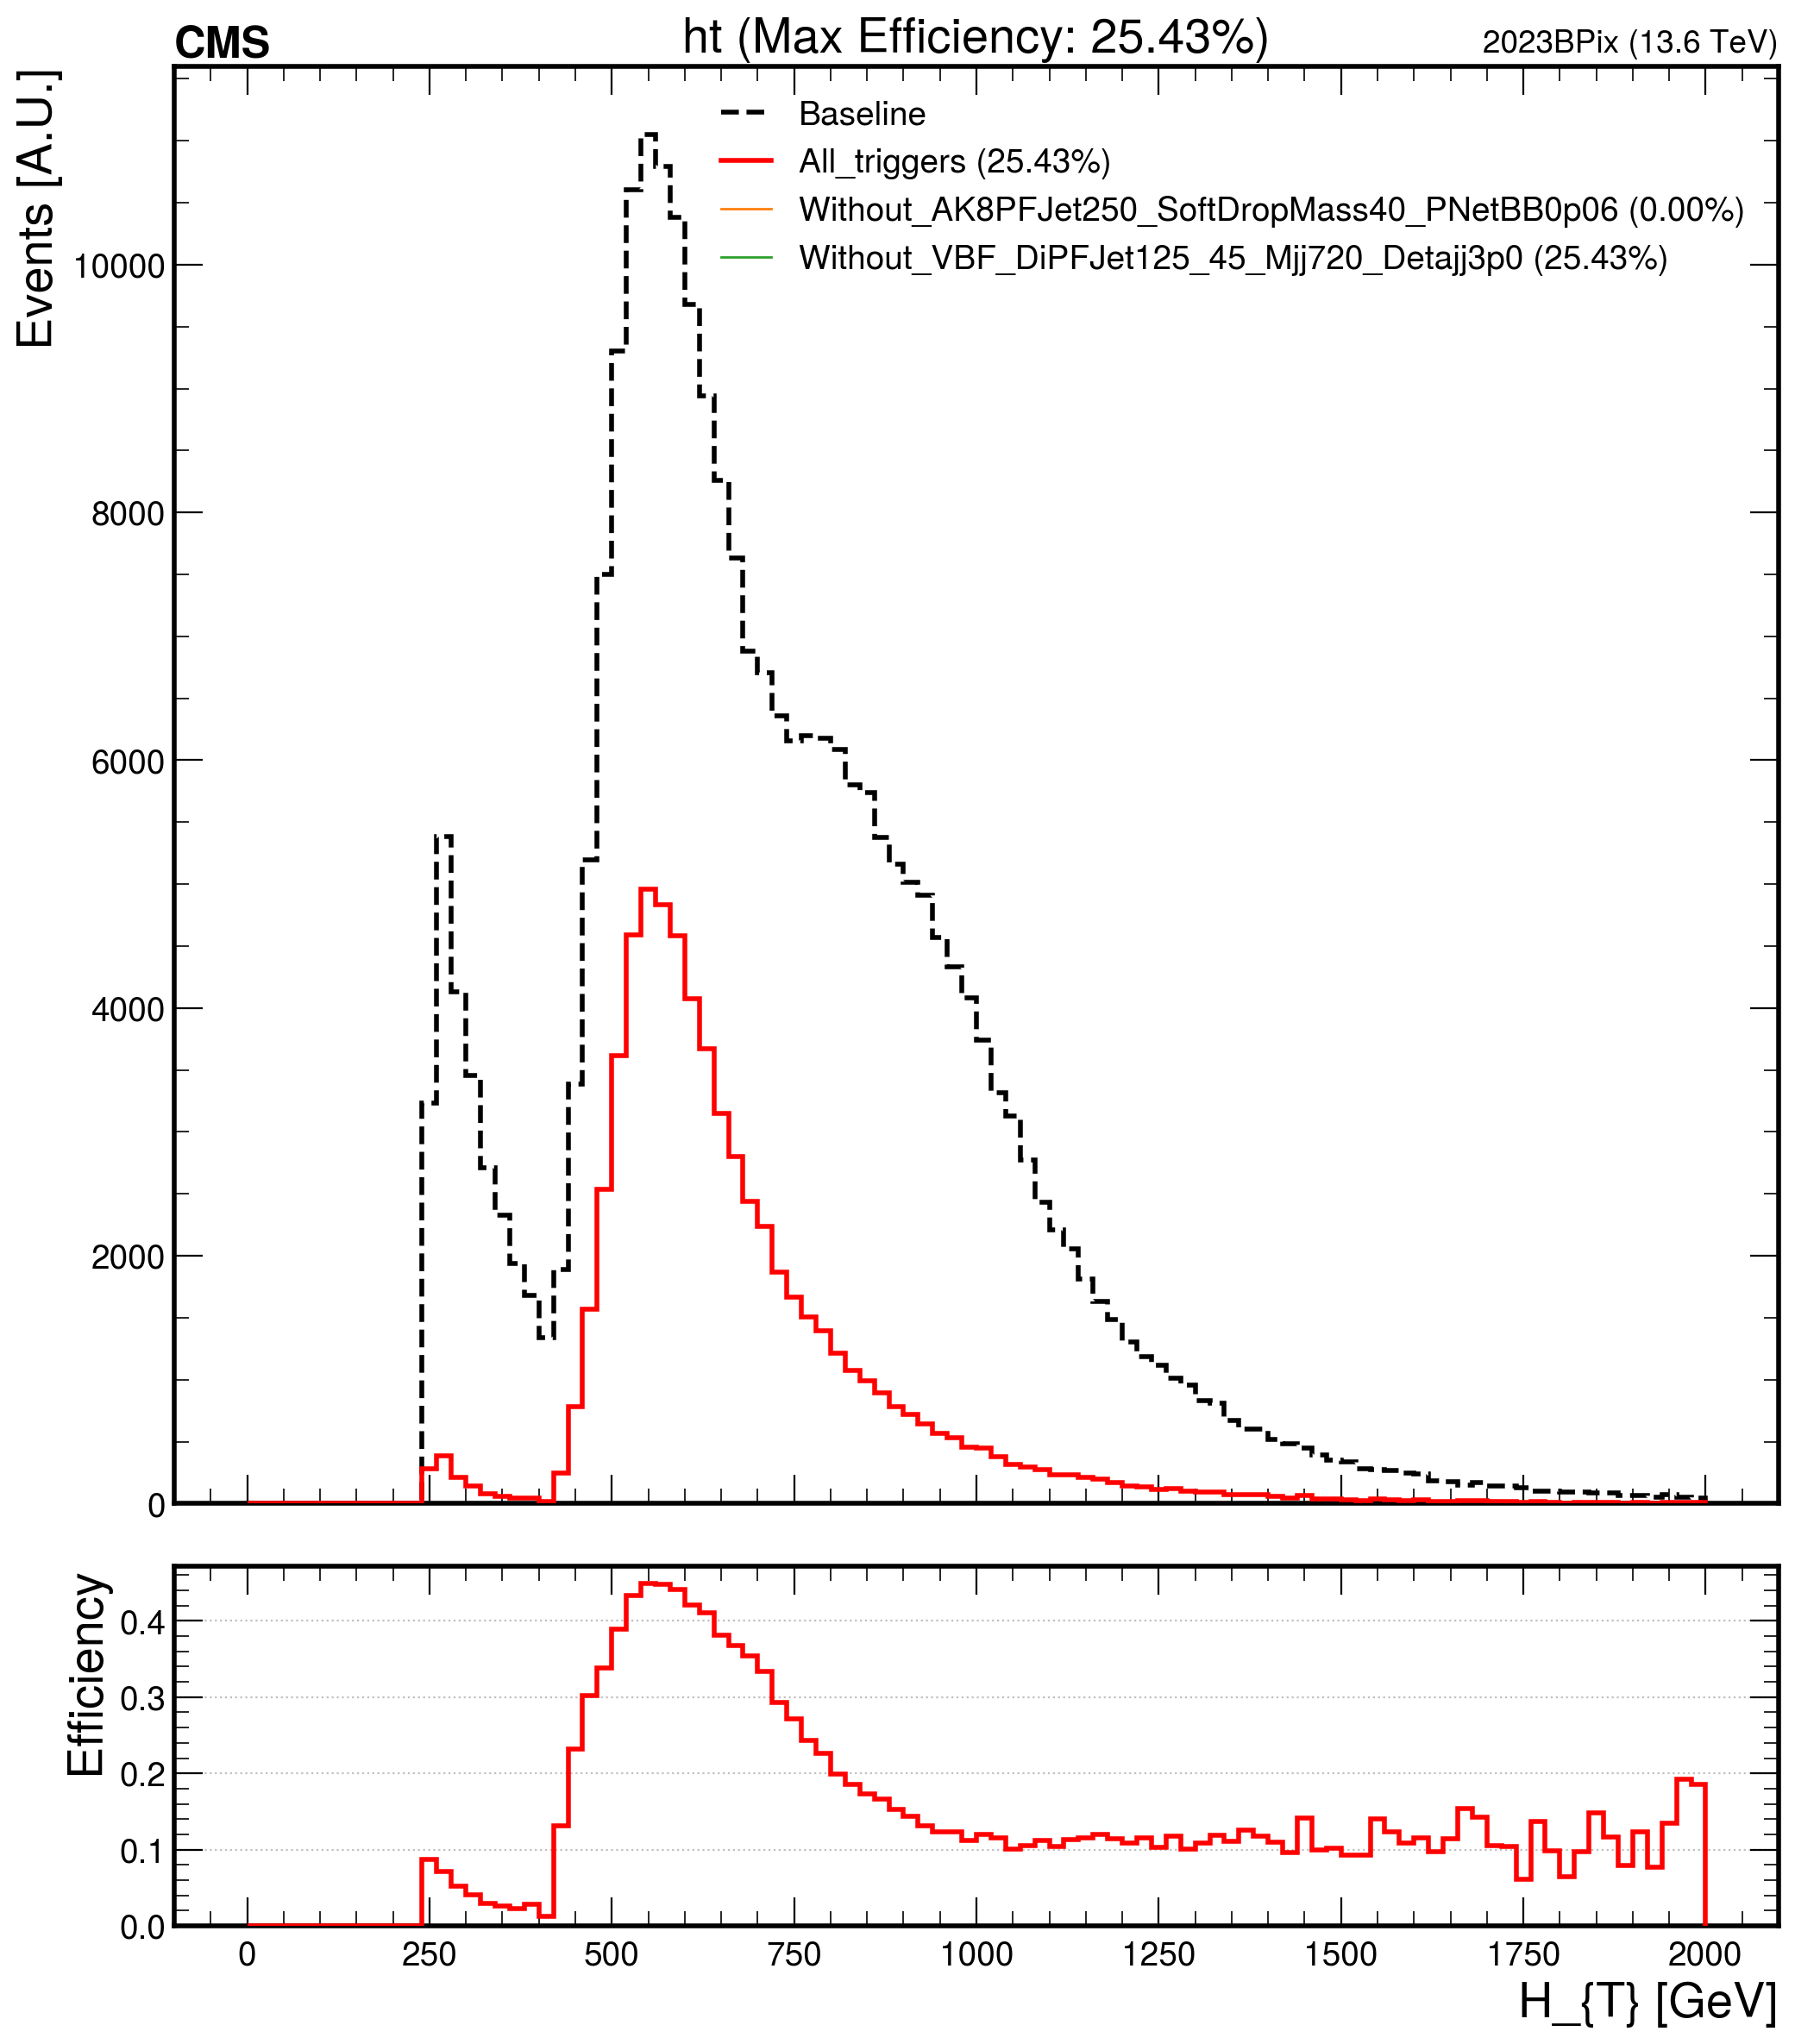 CMS
ht (Max Efficiency: 25.43%)
2023BPix (13.6 TeV)
Events [A.U.]
Baseline
All_triggers (25.43%)
Without_AK8PFJet250_SoftDropMass40_PNetBB0p06 (0.00%)
Without_VBF_DiPFJet125_45_Mjj720_Detajj3p0 (25.43%)
10000
8000
6000
4000
2000
0
Efficiency
0.4
0.3
0.2
0.1
0.0
0 250 500 750 1000 1250 1500 1750 2000
H_{T} [GeV]